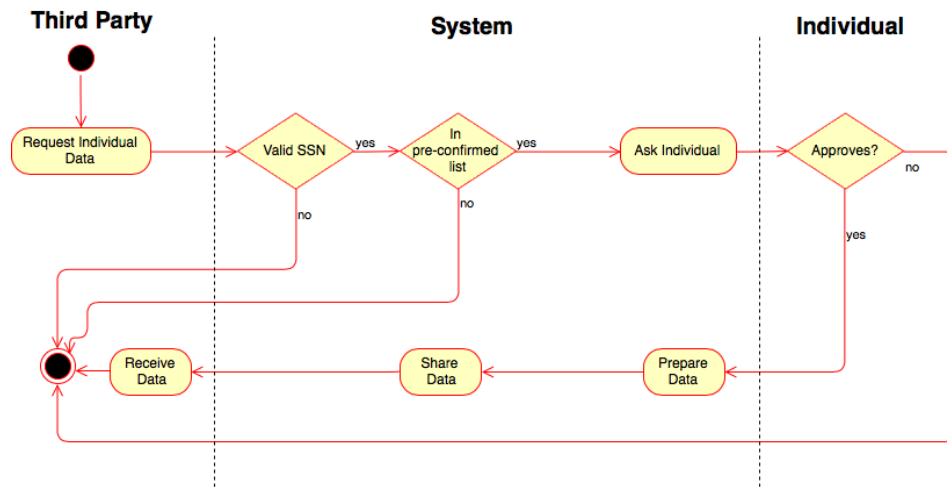 Third Party
System
Individual
Request Individual
Data
Valid SSN
yes
In
pre-confirmed
list
yes
Ask Individual
Approves?
no
no
no
yes
Receive
Data
Share
Data
Prepare
Data